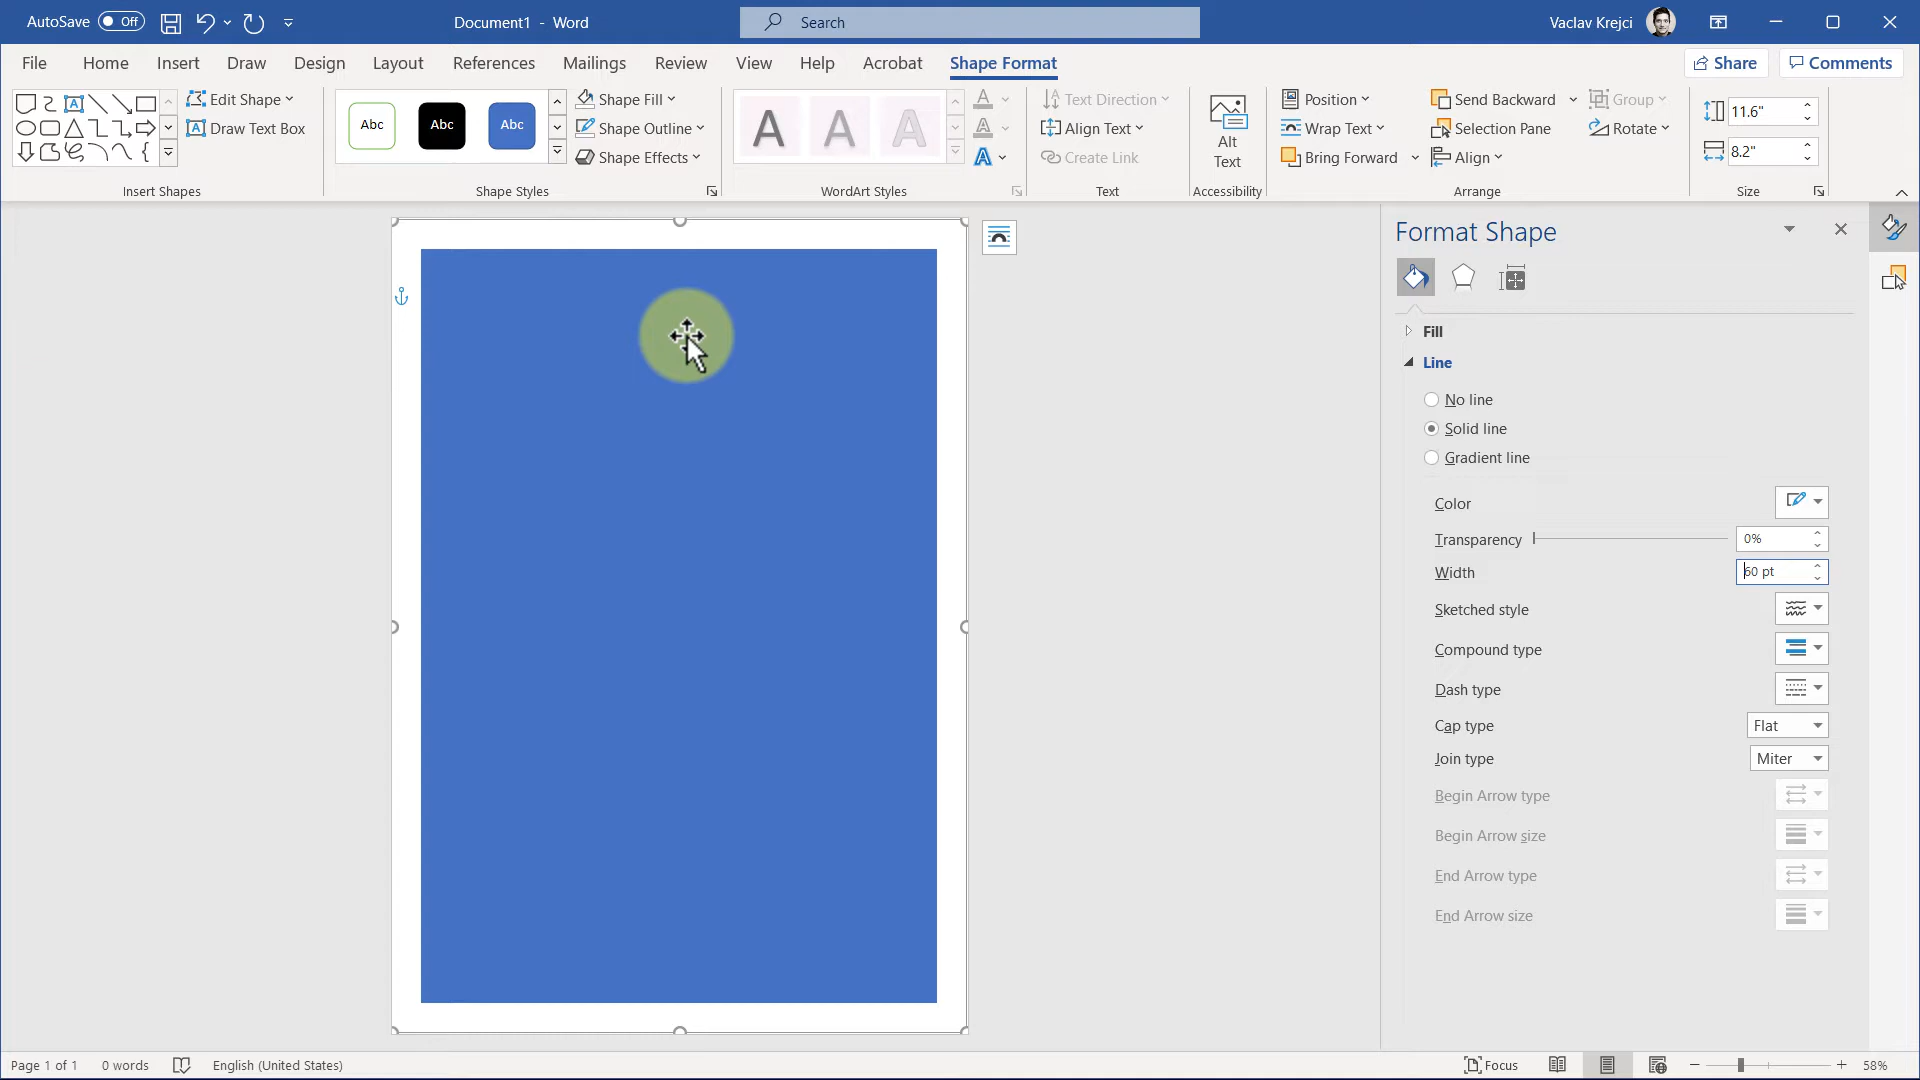 AutoSave Off
Document1 - Word
Search
Vaclav Krejci
File Home Insert Draw Design Layout References Mailings Review View Help Acrobat Shape Format
Share Comments
Edit Shape
Draw Text Box
Insert Shapes
Abc Abc Abc
Shape Fill
Shape Outline
Shape Effects
Shape Styles
A A A
WordArt Styles
Text Direction
Align Text
Create Link
Text
Alt
Text
Accessibility
Position
Wrap Text
Bring Forward
Send Backward
Selection Pane
Align
Group
Rotate
Arrange
11.6"
8.2"
Size
Format Shape
Fill
Line
No line
Solid line
Gradient line
Color
Transparency 0%
Width 60 pt
Sketched style
Compound type
Dash type
Cap type Flat
Join type Miter
Begin Arrow type
Begin Arrow size
End Arrow type
End Arrow size
Page 1 of 1 0 words English (United States) Focus 58%